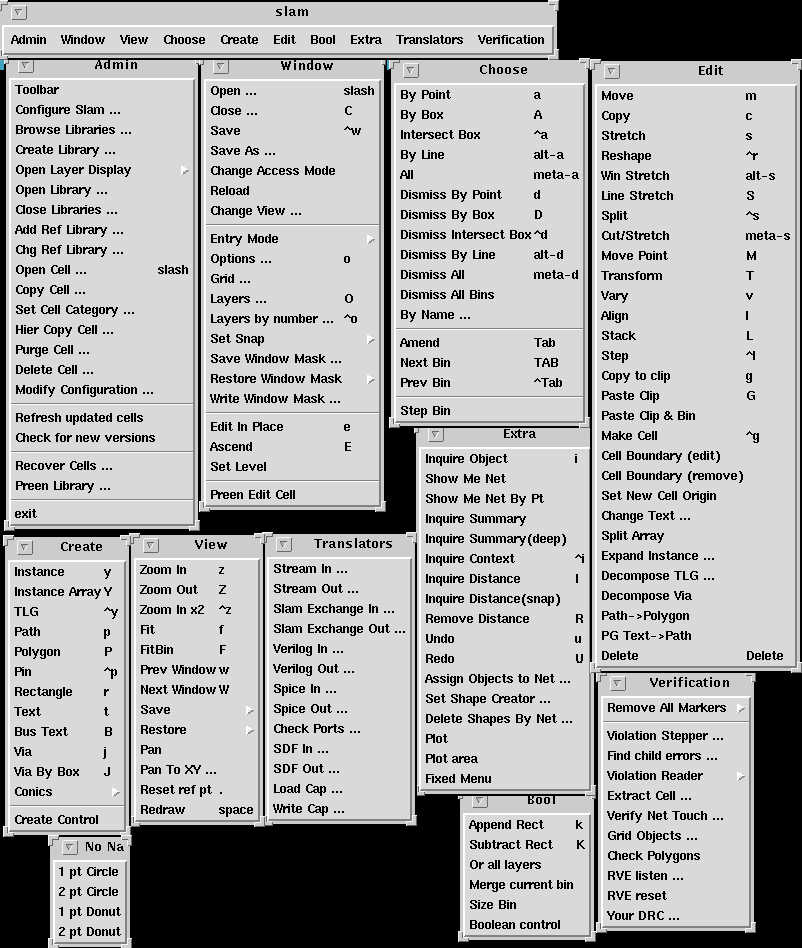 slam
Admin Window View Choose Create Edit Bool Extra Translators Verification
Admin
Toolbar
Configure Slam ...
Browse Libraries ...
Create Library ...
Open Layer Display
Open Library ...
Close Libraries ...
Add Ref Library ...
Chg Ref Library ...
Open Cell ... slash
Copy Cell ...
Set Cell Category ...
Hier Copy Cell ...
Purge Cell ...
Delete Cell ...
Modify Configuration ...
Refresh updated cells
Check for new versions
Recover Cells ...
Preen Library ...
exit
Window
Open ... slash
Close ... C
Save ^w
Save As ...
Change Access Mode
Reload
Change View ...
Entry Mode
Options ... o
Grid ...
Layers ... O
Layers by number ... ^o
Set Snap
Save Window Mask ...
Restore Window Mask
Write Window Mask ...
Edit In Place e
Ascend E
Set Level
Preen Edit Cell
Choose
By Point a
By Box A
Intersect Box ^a
By Line alt-a
All meta-a
Dismiss By Point d
Dismiss By Box D
Dismiss Intersect Box ^d
Dismiss By Line alt-d
Dismiss All meta-d
Dismiss All Bins
By Name ...
Amend Tab
Next Bin TAB
Prev Bin ^Tab
Step Bin
Edit
Move m
Copy c
Stretch s
Reshape ^r
Win Stretch alt-s
Line Stretch S
Split ^s
Cut/Stretch meta-s
Move Point M
Transform T
Vary v
Align l
Stack L
Step ^l
Copy to clip g
Paste Clip G
Paste Clip & Bin
Make Cell ^g
Cell Boundary (edit)
Cell Boundary (remove)
Set New Cell Origin
Change Text ...
Split Array
Expand Instance ...
Decompose TLG ...
Decompose Via
Path->Polygon
PG Text->Path
Delete Delete
Extra
Inquire Object i
Show Me Net
Show Me Net By Pt
Inquire Summary
Inquire Summary(deep)
Inquire Context ^i
Inquire Distance I
Inquire Distance(snap)
Remove Distance R
Undo u
Redo U
Assign Objects to Net ...
Set Shape Creator ...
Delete Shapes By Net ...
Plot
Plot area
Fixed Menu
Create
Instance y
Instance Array Y
TLG ^y
Path p
Polygon P
Pin ^p
Rectangle r
Text t
Bus Text B
Via j
Via By Box J
Conics
Create Control
View
Zoom In z
Zoom Out Z
Zoom In x2 ^z
Fit f
FitBin F
Prev Window w
Next Window W
Save
Restore
Pan
Pan To XY ...
Reset ref pt .
Redraw space
Translators
Stream In ...
Stream Out ...
Slam Exchange In ...
Slam Exchange Out ...
Verilog In ...
Verilog Out ...
Spice In ...
Spice Out ...
Check Ports ...
SDF In ...
SDF Out ...
Load Cap ...
Write Cap ...
Verification
Remove All Markers
Violation Stepper ...
Find child errors ...
Violation Reader
Extract Cell ...
Verify Net Touch ...
Grid Objects ...
Check Polygons
RVE listen ...
RVE reset
Your DRC ...
Bool
Append Rect k
Subtract Rect K
Or all layers
Merge current bin
Size Bin
Boolean control
No Na
1 pt Circle
2 pt Circle
1 pt Donut
2 pt Donut